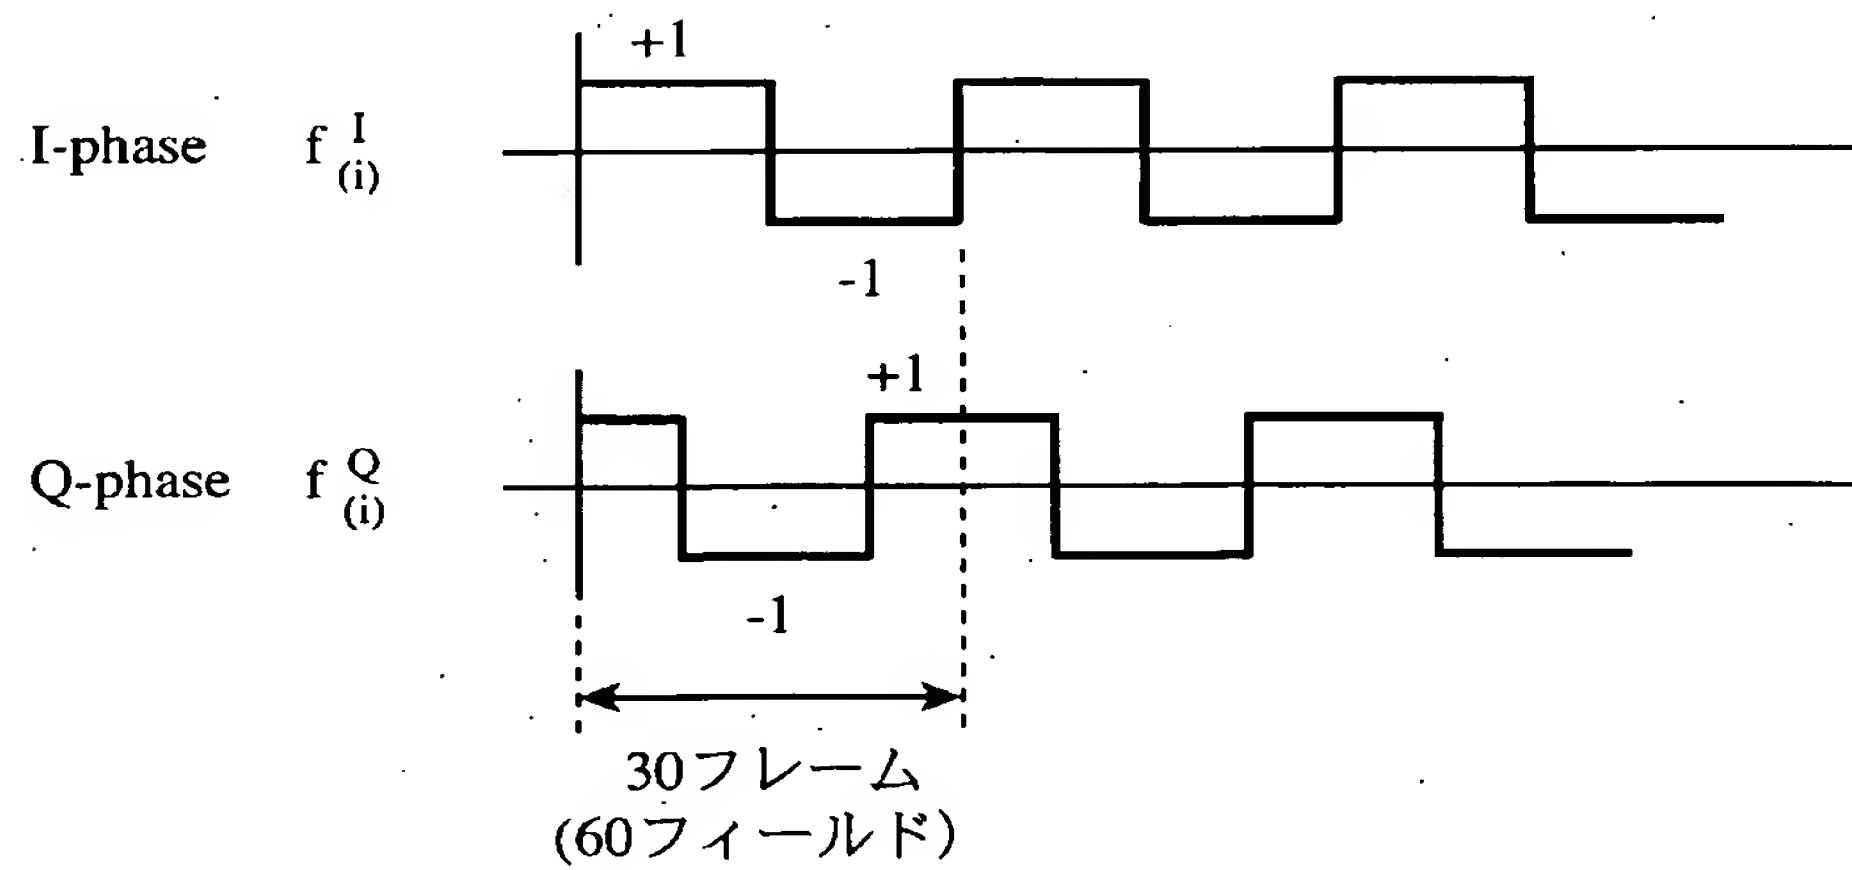 +1
I-phase f I (i)
-1
+1
Q-phase f Q (i)
-1
30フレーム
(60フィールド)